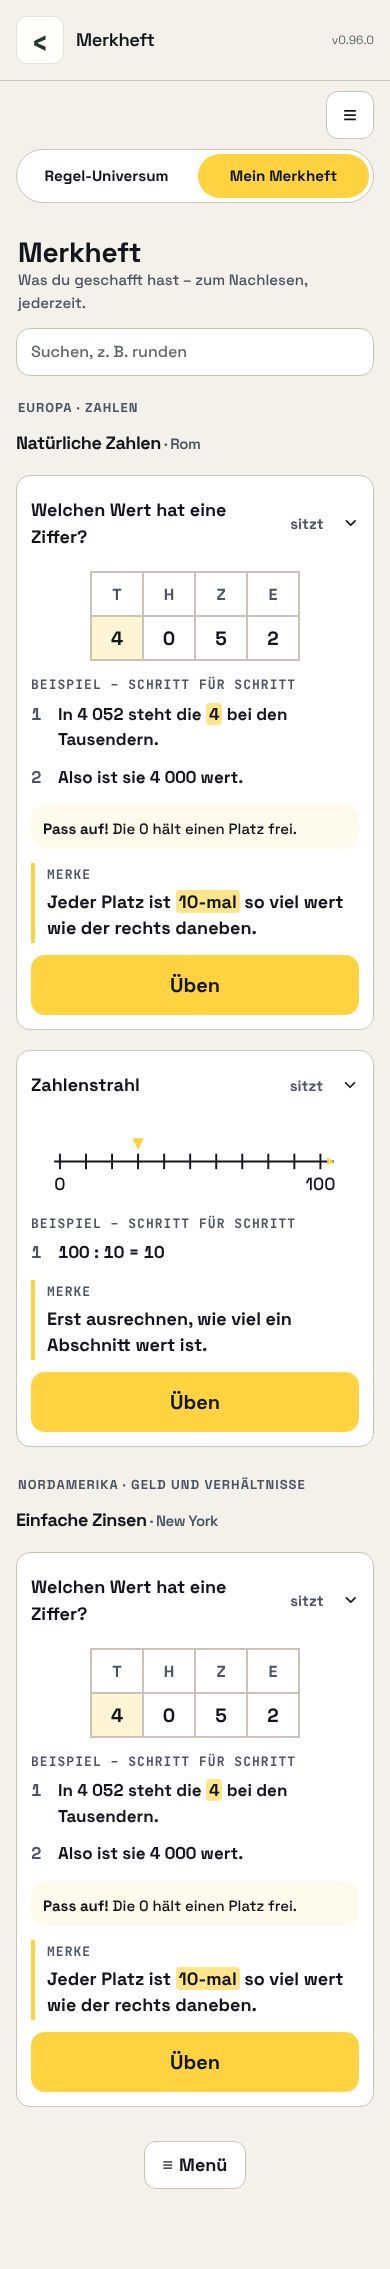 <
Merkheft
v0.96.0
≡
Regel-Universum
Mein Merkheft
Merkheft
Was du geschafft hast – zum Nachlesen,
jederzeit.
Suchen, z. B. runden
EUROPA · ZAHLEN
Natürliche Zahlen · Rom
Welchen Wert hat eine
Ziffer?
sitzt
T H Z E
4 0 5 2
BEISPIEL – SCHRITT FÜR SCHRITT
1 In 4 052 steht die 4 bei den
Tausendern.
2 Also ist sie 4 000 wert.
Pass auf! Die 0 hält einen Platz frei.
MERKE
Jeder Platz ist 10-mal so viel wert
wie der rechts daneben.
Üben
Zahlenstrahl
sitzt
0 100
BEISPIEL – SCHRITT FÜR SCHRITT
1 100 : 10 = 10
MERKE
Erst ausrechnen, wie viel ein
Abschnitt wert ist.
Üben
NORDAMERIKA · GELD UND VERHÄLTNISSE
Einfache Zinsen · New York
Welchen Wert hat eine
Ziffer?
sitzt
T H Z E
4 0 5 2
BEISPIEL – SCHRITT FÜR SCHRITT
1 In 4 052 steht die 4 bei den
Tausendern.
2 Also ist sie 4 000 wert.
Pass auf! Die 0 hält einen Platz frei.
MERKE
Jeder Platz ist 10-mal so viel wert
wie der rechts daneben.
Üben
≡ Menü